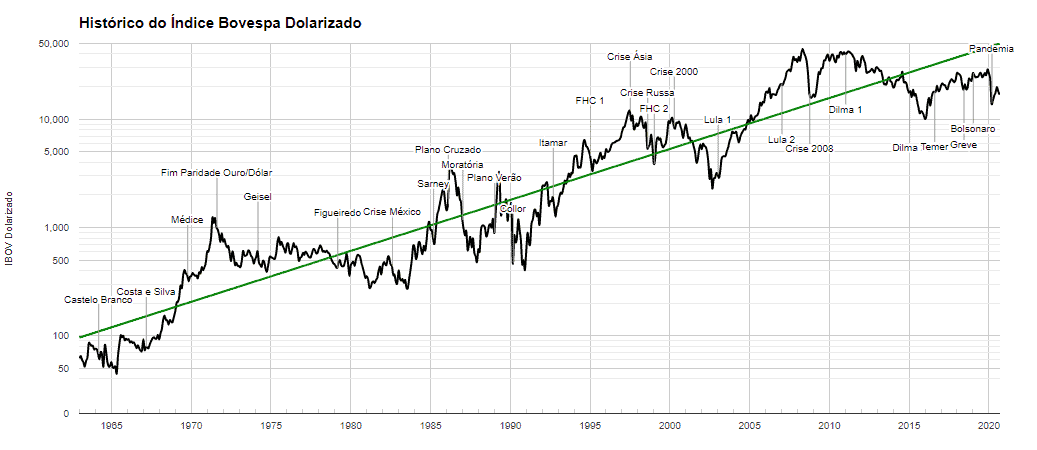 Histórico do Índice Bovespa Dolarizado
IBOV Dolarizado
50,000
10,000
5,000
1,000
500
100
50
0
Castelo Branco
Costa e Silva
Médice
Fim Paridade Ouro/Dólar
Geisel
Figueiredo
Crise México
Sarney
Plano Cruzado
Moratória
Plano Verão
Collor
Itamar
FHC 1
Crise Ásia
Crise Russa
FHC 2
Crise 2000
Lula 1
Lula 2
Crise 2008
Dilma 1
Dilma Temer
Greve
Bolsonaro
Pandemia
1965
1970
1975
1980
1985
1990
1995
2000
2005
2010
2015
2020